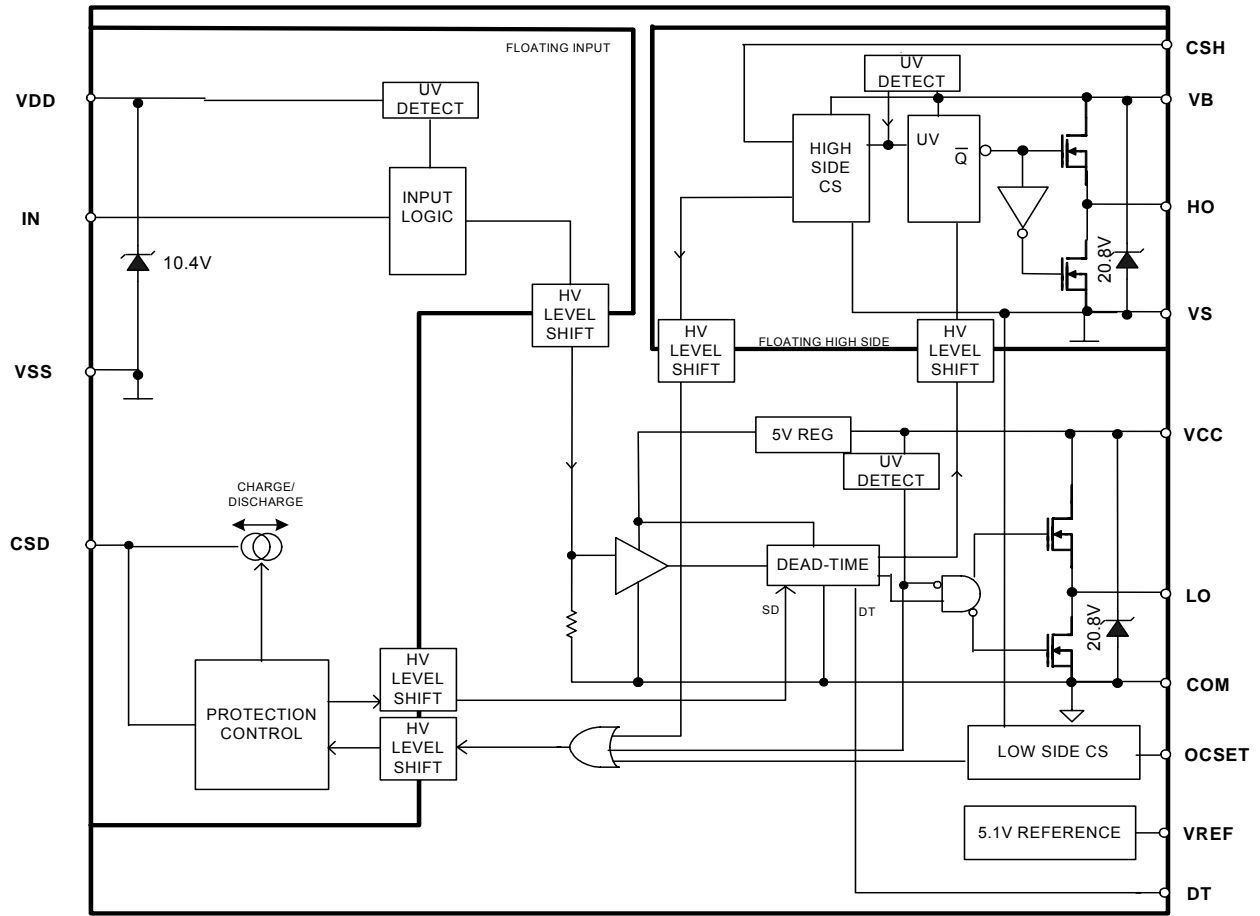 FLOATING INPUT
CSH
UV
DETECT
VDD
UV
DETECT
VB
HIGH
SIDE
CS
UV
Q
INPUT
LOGIC
IN
HO
10.4V
20.8V
HV
LEVEL
SHIFT
VS
HV
LEVEL
SHIFT
FLOATING HIGH SIDE
HV
LEVEL
SHIFT
VSS
5V REG
VCC
UV
DETECT
CHARGE/
DISCHARGE
CSD
DEAD-TIME
SD
DT
LO
20.8V
HV
LEVEL
SHIFT
COM
PROTECTION
CONTROL
HV
LEVEL
SHIFT
LOW SIDE CS
OCSET
5.1V REFERENCE
VREF
DT